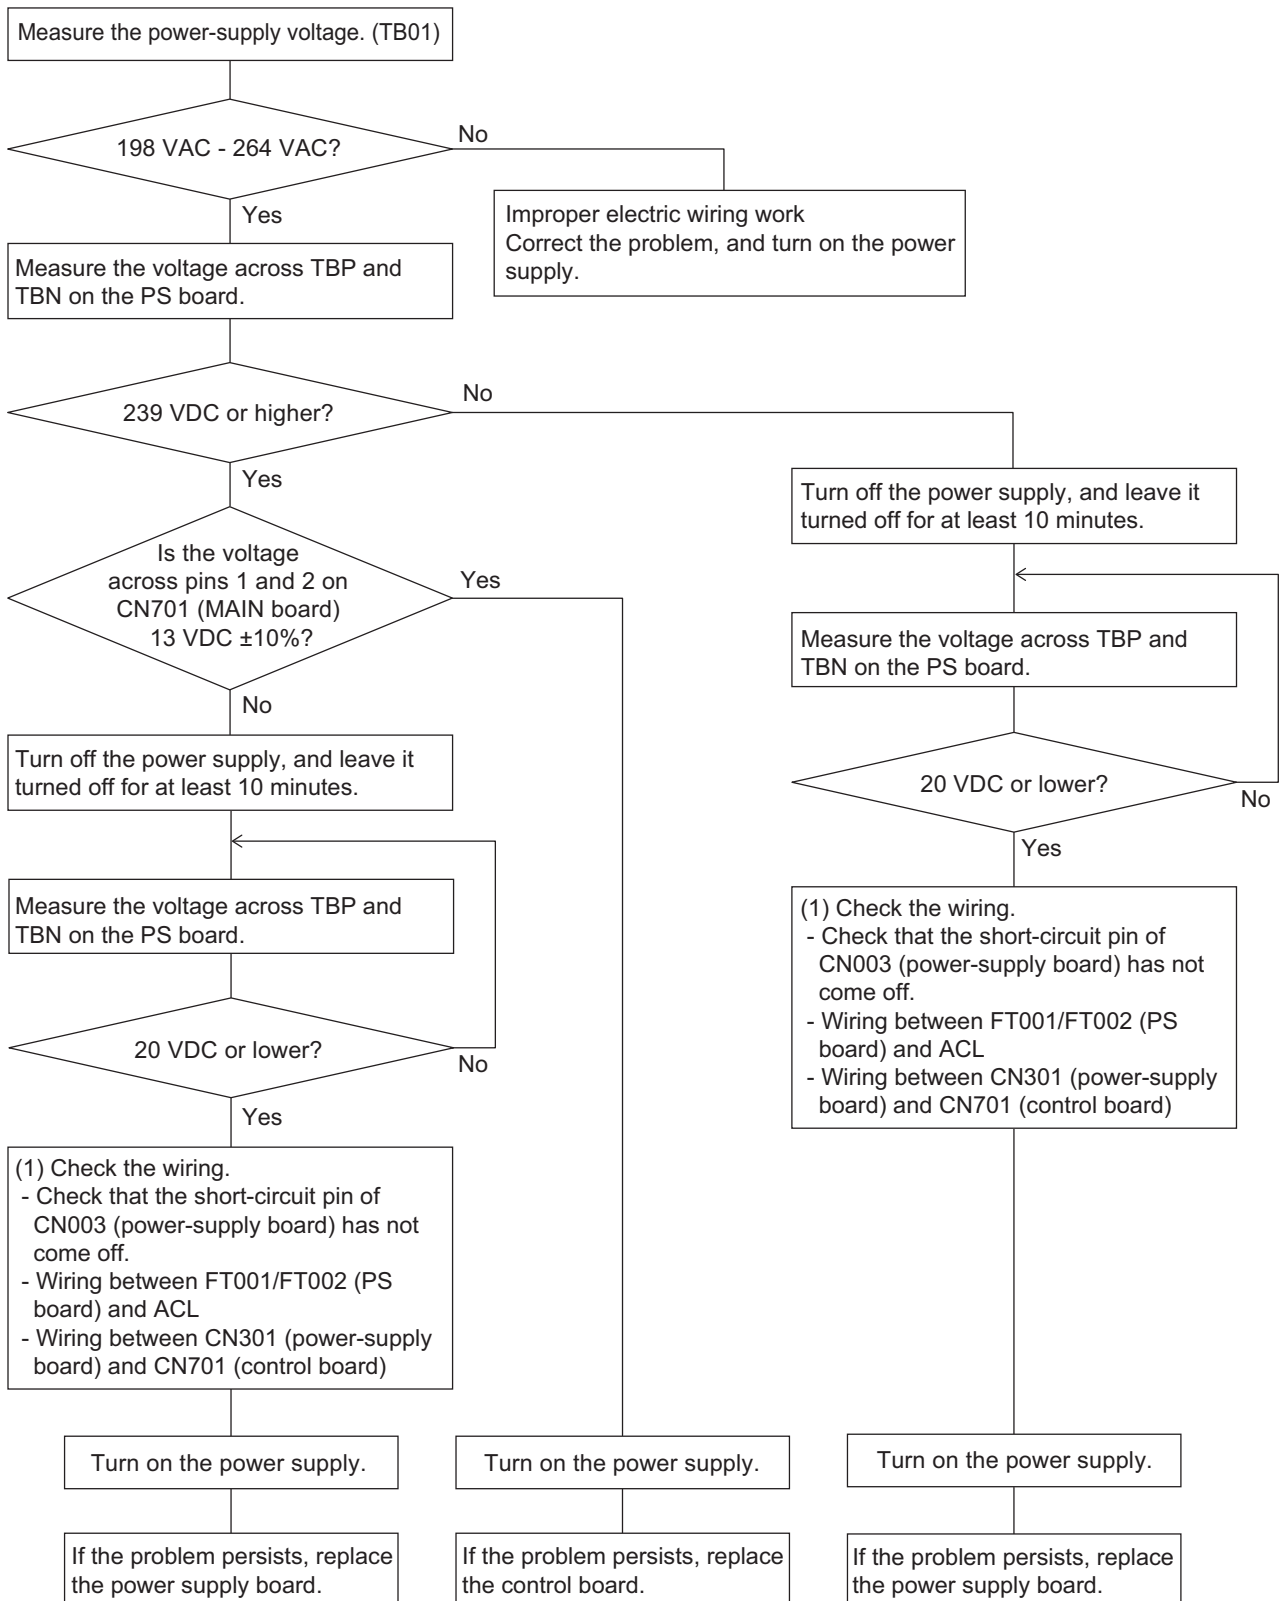 Measure the power-supply voltage. (TB01)
198 VAC - 264 VAC?
No
Yes
Improper electric wiring work
Correct the problem, and turn on the power
supply.
Measure the voltage across TBP and
TBN on the PS board.
239 VDC or higher?
No
Yes
Is the voltage
across pins 1 and 2 on
CN701 (MAIN board)
13 VDC ±10%?
Yes
No
Turn off the power supply, and leave it
turned off for at least 10 minutes.
Measure the voltage across TBP and
TBN on the PS board.
20 VDC or lower?
No
Yes
(1) Check the wiring.
- Check that the short-circuit pin of
CN003 (power-supply board) has not
come off.
- Wiring between FT001/FT002 (PS
board) and ACL
- Wiring between CN301 (power-supply
board) and CN701 (control board)
Turn on the power supply.
If the problem persists, replace
the power supply board.
Turn on the power supply.
If the problem persists, replace
the control board.
Turn off the power supply, and leave it
turned off for at least 10 minutes.
Measure the voltage across TBP and
TBN on the PS board.
20 VDC or lower?
No
Yes
(1) Check the wiring.
- Check that the short-circuit pin of
CN003 (power-supply board) has not
come off.
- Wiring between FT001/FT002 (PS
board) and ACL
- Wiring between CN301 (power-supply
board) and CN701 (control board)
Turn on the power supply.
If the problem persists, replace
the power supply board.